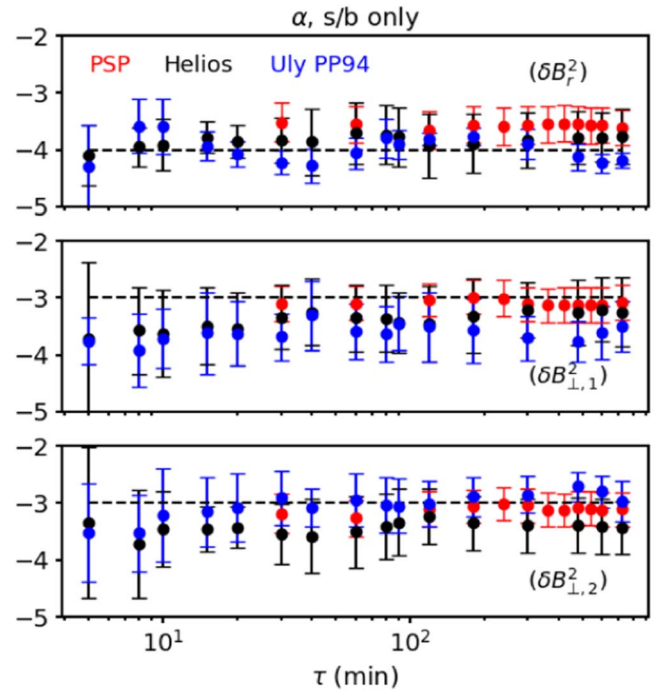 α, s/b only
−2
PSP Helios Uly PP94
(δB_r^2)
−3
−4
−5
−2
−3
−4
(δB_{⊥,1}^2)
−5
−2
−3
−4
(δB_{⊥,2}^2)
−5
10^1 10^2
τ (min)